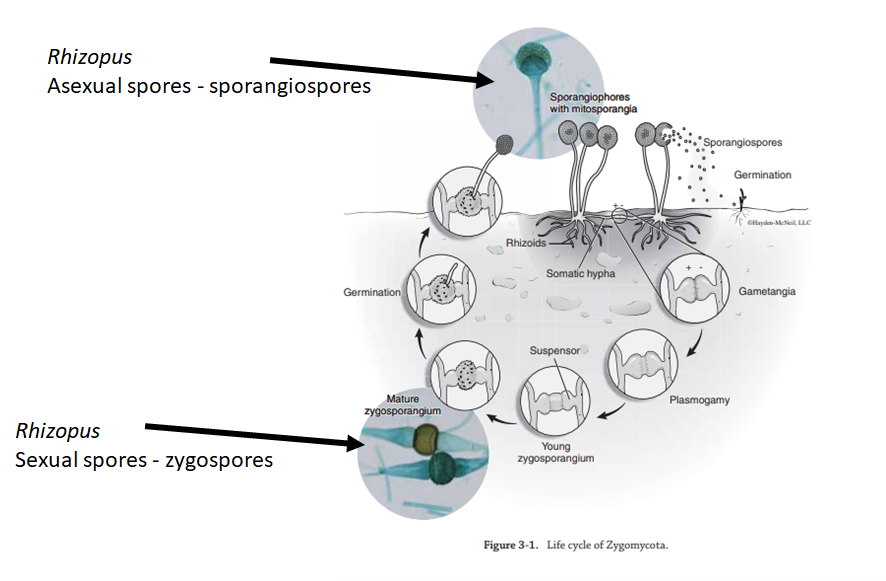 Rhizopus
Asexual spores - sporangiospores
Sporangiophores
with mitosporangia
Sporangiospores
Germination
©Hayden-McNeil, LLC
+ -
Rhizoids
Somatic hypha
+ -
Gametangia
Germination
Suspensor
Plasmogamy
Mature
zygosporangium
Young
zygosporangium
Rhizopus
Sexual spores - zygospores
Figure 3-1. Life cycle of Zygomycota.